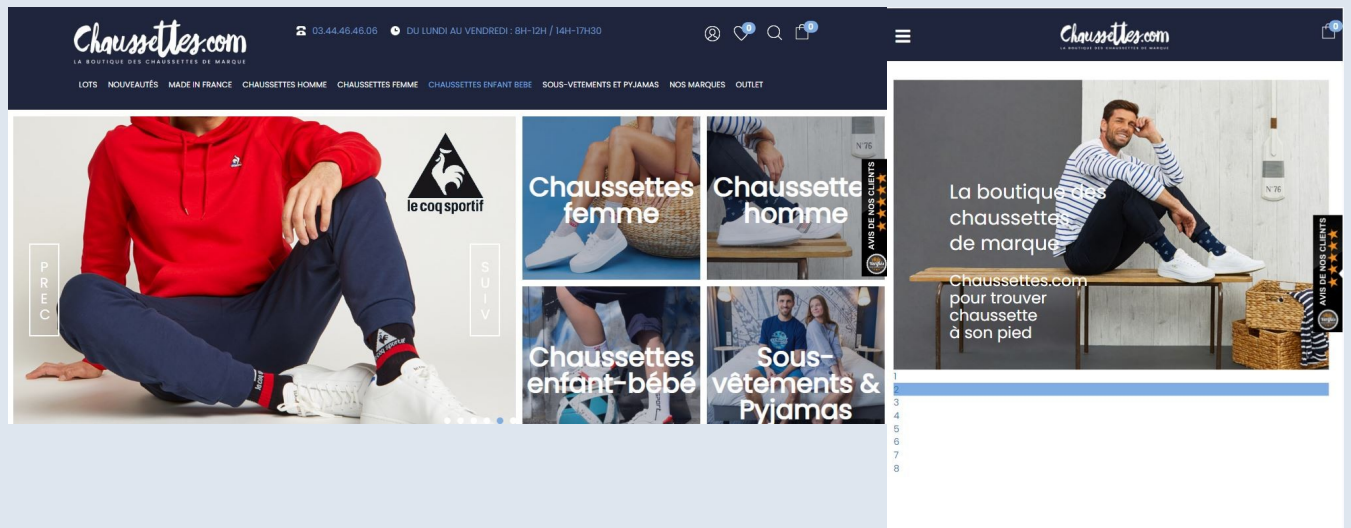 Chaussettes.com
LA BOUTIQUE DES CHAUSSETTES DE MARQUE
03.44.46.46.06 DU LUNDI AU VENDREDI : 8H-12H / 14H-17H30
0 0
LOTS NOUVEAUTÉS MADE IN FRANCE CHAUSSETTES HOMME CHAUSSETTES FEMME CHAUSSETTES ENFANT BEBE SOUS-VETEMENTS ET PYJAMAS NOS MARQUES OUTLET
le coq sportif
PREC
SUIV
Chaussettes
femme
Chaussette
homme
N°76
AVIS DE NOS CLIENTS
Chaussettes
enfant-bébé
Sous-
vêtements &
Pyjamas
Chaussettes.com
LA BOUTIQUE DES CHAUSSETTES DE MARQUE
0
La boutique des
chaussettes
de marque
Chaussettes.com
pour trouver
chaussette
à son pied
N°76
AVIS DE NOS CLIENTS
1
2
3
4
5
6
7
8